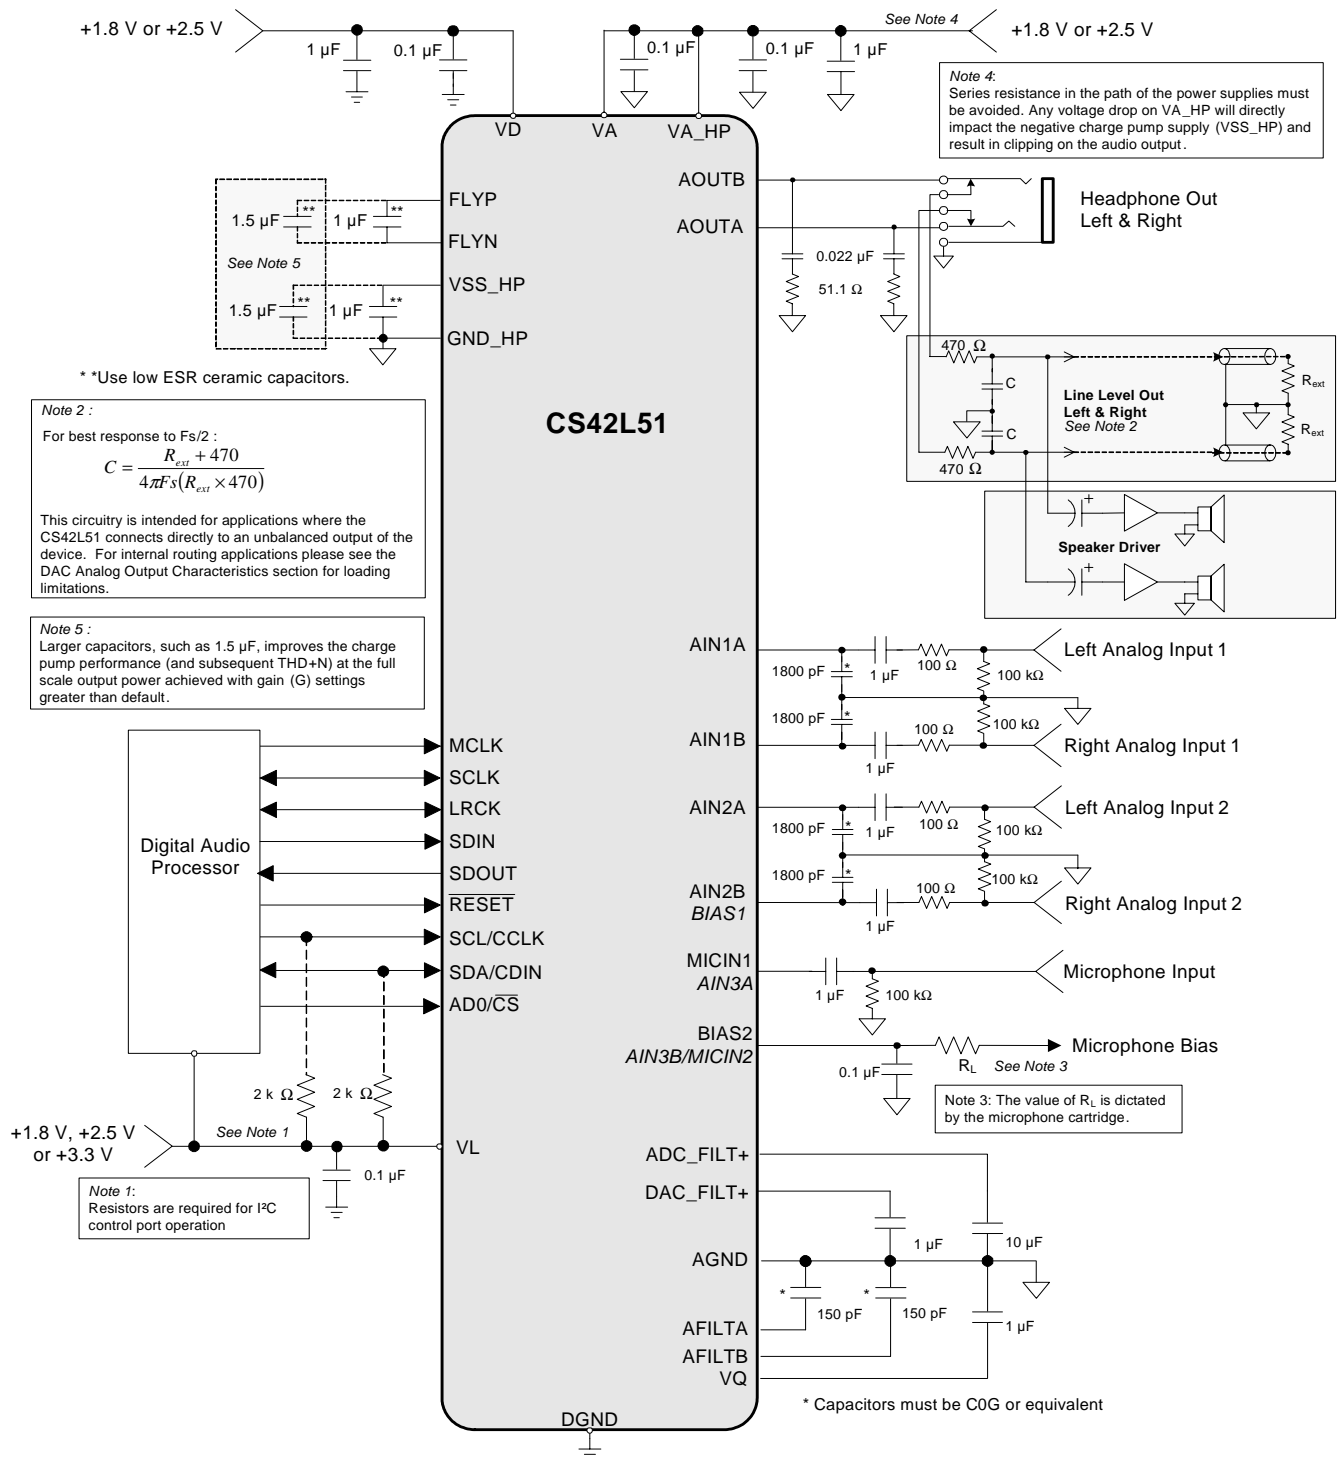 +1.8 V or +2.5 V
1 µF
0.1 µF
0.1 µF
0.1 µF
1 µF
See Note 4
+1.8 V or +2.5 V
Note 4:
Series resistance in the path of the power supplies must
be avoided. Any voltage drop on VA_HP will directly
impact the negative charge pump supply (VSS_HP) and
result in clipping on the audio output.
VD
VA
VA_HP
FLYP
FLYN
VSS_HP
GND_HP
1.5 µF
**
1 µF
**
See Note 5
1.5 µF
**
1 µF
**
* *Use low ESR ceramic capacitors.
AOUTB
AOUTA
0.022 µF
51.1 Ω
Headphone Out
Left & Right
470 Ω
C
C
470 Ω
Line Level Out
Left & Right
See Note 2
Rext
Rext
Speaker Driver
CS42L51
Note 2 :
For best response to Fs/2 :
C = (Rext + 470) / (4πFs(Rext × 470))
This circuitry is intended for applications where the
CS42L51 connects directly to an unbalanced output of the
device. For internal routing applications please see the
DAC Analog Output Characteristics section for loading
limitations.
Note 5 :
Larger capacitors, such as 1.5 µF, improves the charge
pump performance (and subsequent THD+N) at the full
scale output power achieved with gain (G) settings
greater than default.
Digital Audio
Processor
MCLK
SCLK
LRCK
SDIN
SDOUT
RESET
SCL/CCLK
SDA/CDIN
AD0/CS
2 k Ω
2 k Ω
+1.8 V, +2.5 V
or +3.3 V
See Note 1
VL
0.1 µF
Note 1:
Resistors are required for I²C
control port operation
AIN1A
1800 pF
*
1 µF
100 Ω
100 kΩ
Left Analog Input 1
AIN1B
1800 pF
*
1 µF
100 Ω
100 kΩ
Right Analog Input 1
AIN2A
1800 pF
*
1 µF
100 Ω
100 kΩ
Left Analog Input 2
AIN2B
BIAS1
1800 pF
*
1 µF
100 Ω
100 kΩ
Right Analog Input 2
MICIN1
AIN3A
1 µF
100 kΩ
Microphone Input
BIAS2
AIN3B/MICIN2
0.1 µF
RL
See Note 3
Microphone Bias
Note 3: The value of RL is dictated
by the microphone cartridge.
ADC_FILT+
DAC_FILT+
1 µF
10 µF
AGND
*
150 pF
*
150 pF
1 µF
AFILTA
AFILTB
VQ
* Capacitors must be C0G or equivalent
DGND